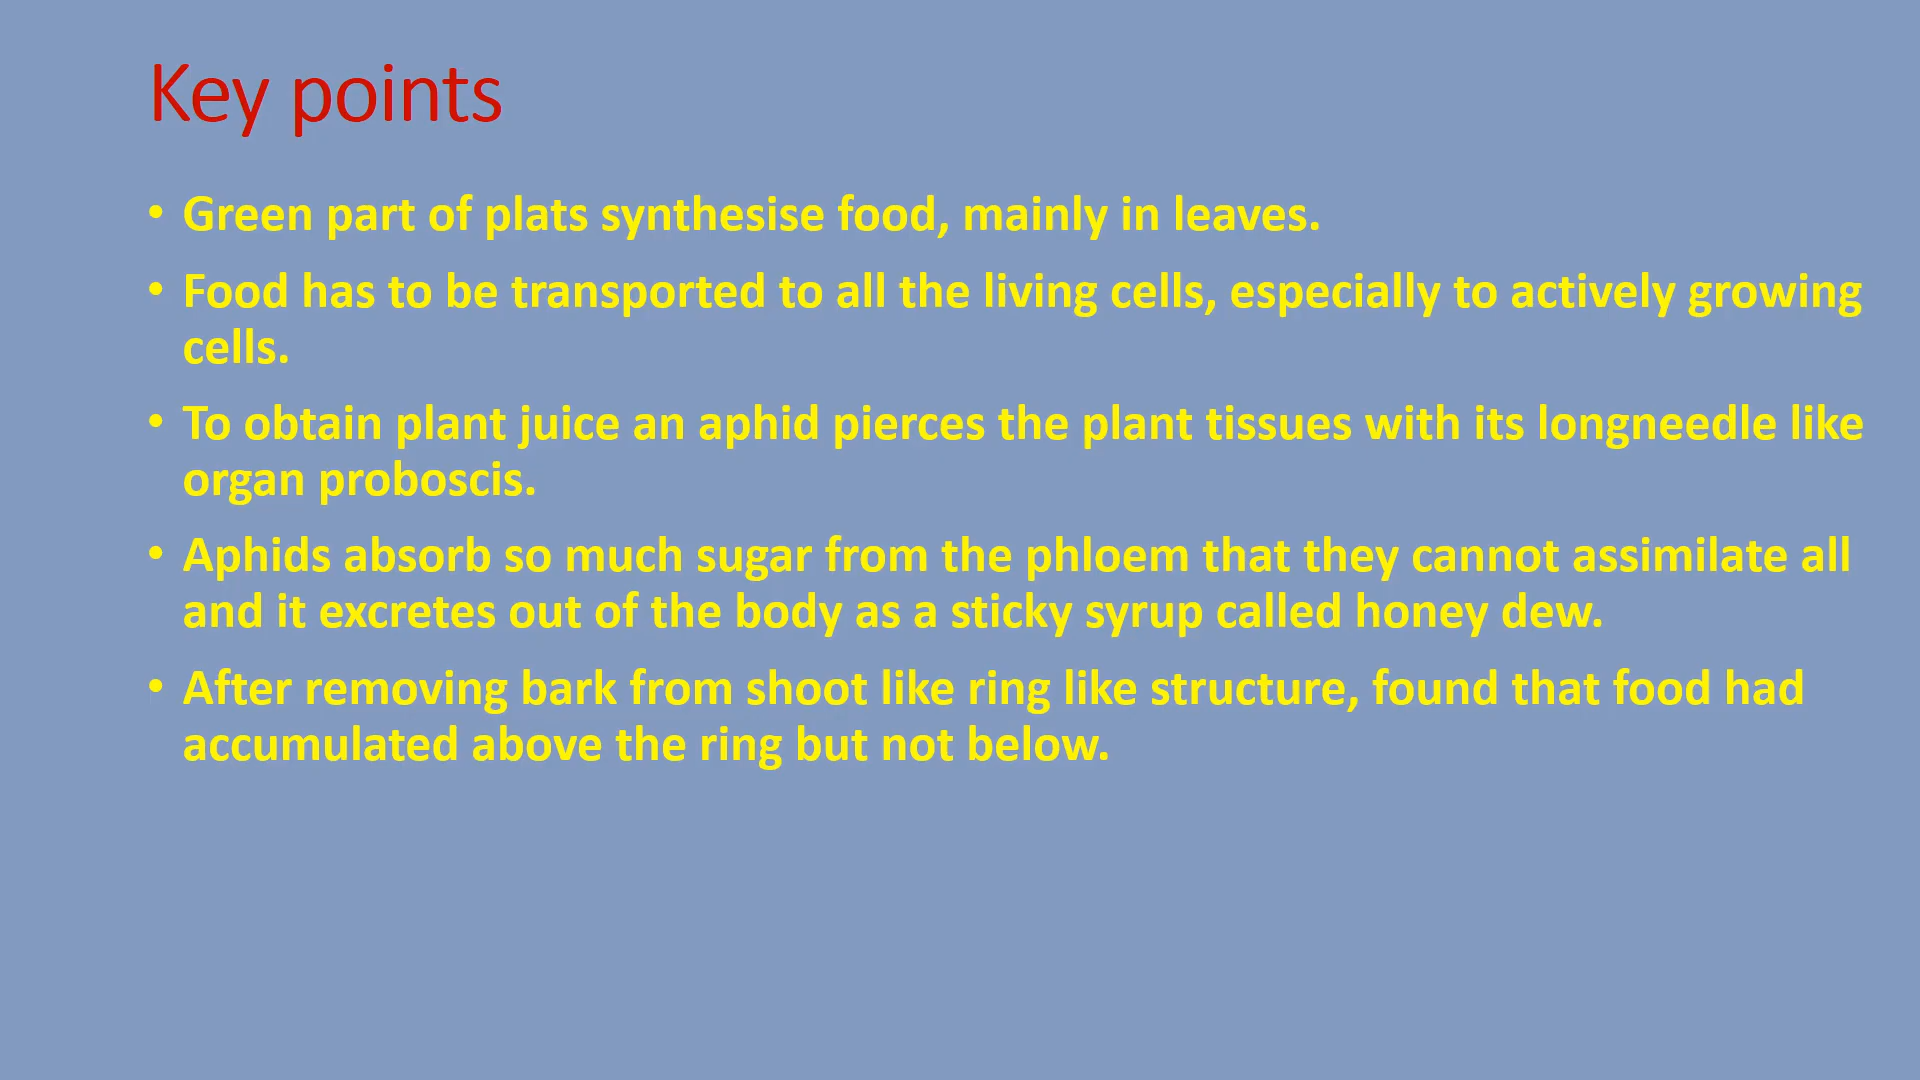 Key points
• Green part of plats synthesise food, mainly in leaves.
• Food has to be transported to all the living cells, especially to actively growing
cells.
• To obtain plant juice an aphid pierces the plant tissues with its longneedle like
organ proboscis.
• Aphids absorb so much sugar from the phloem that they cannot assimilate all
and it excretes out of the body as a sticky syrup called honey dew.
• After removing bark from shoot like ring like structure, found that food had
accumulated above the ring but not below.